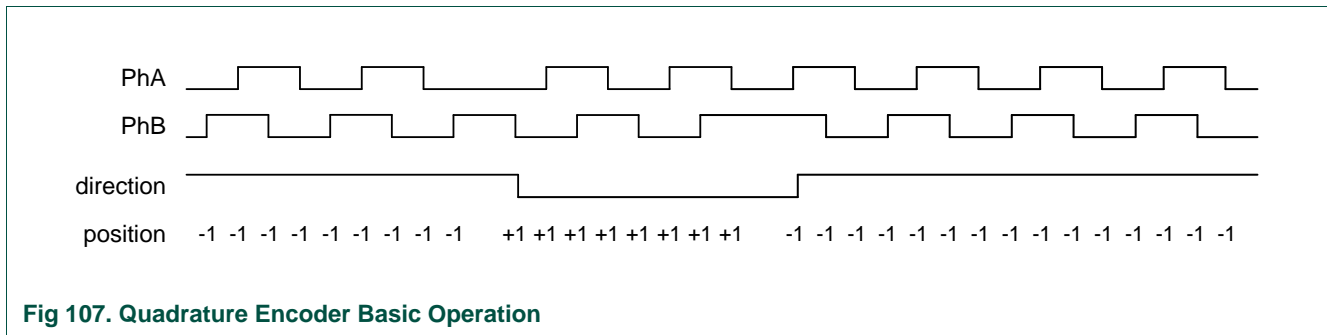 PhA
PhB
direction
position -1 -1 -1 -1 -1 -1 -1 -1 -1 +1 +1 +1 +1 +1 +1 +1 +1 -1 -1 -1 -1 -1 -1 -1 -1 -1 -1 -1 -1 -1 -1 -1
Fig 107. Quadrature Encoder Basic Operation